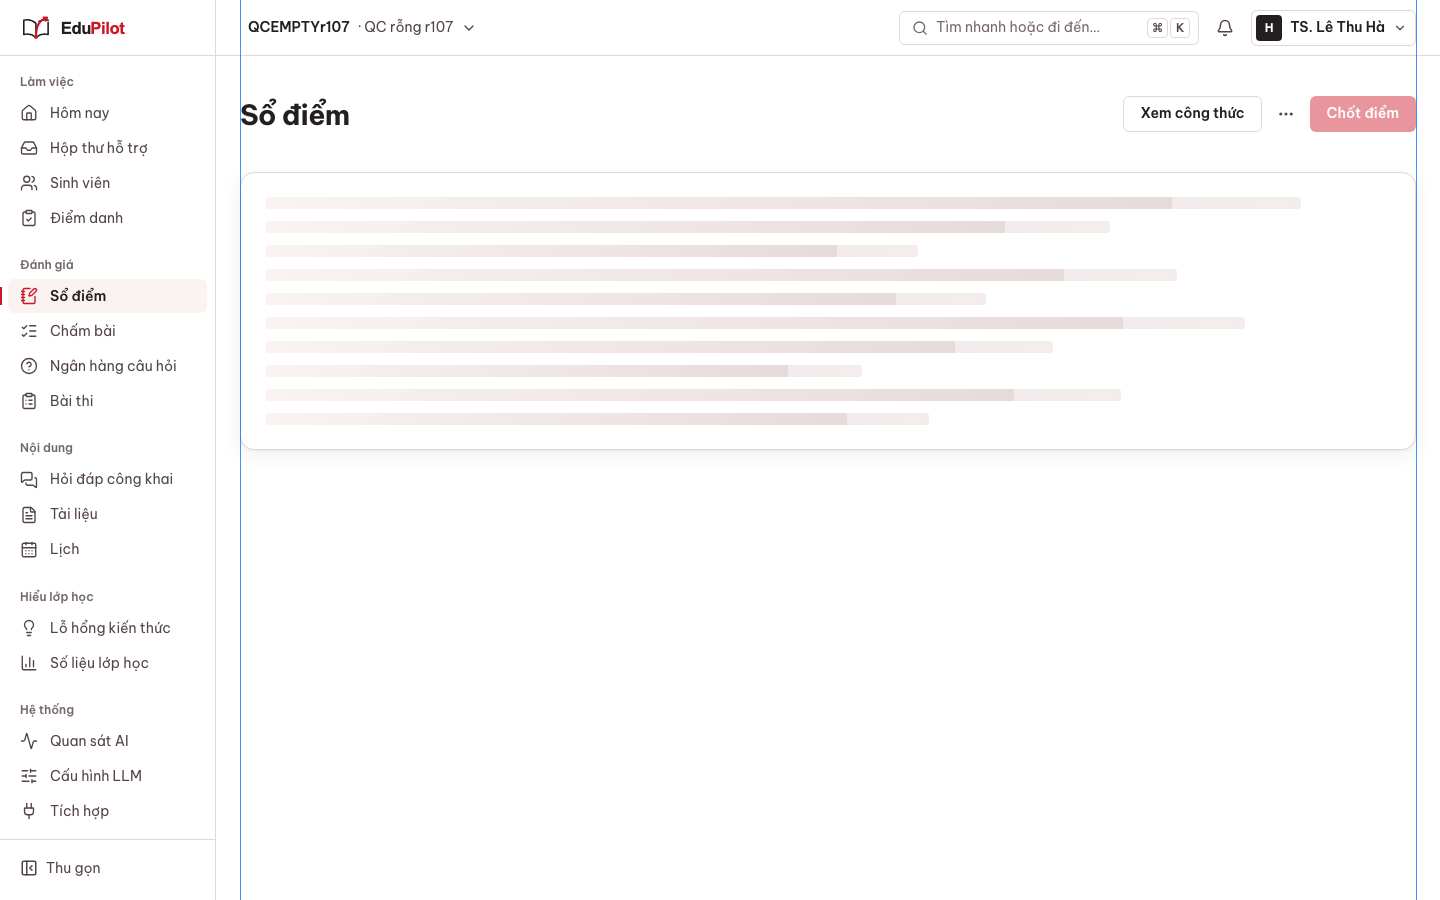 EduPilot
QCEMPTYr107 · QC rỗng r107
Tìm nhanh hoặc đi đến...
⌘ K
H TS. Lê Thu Hà
Làm việc
Hôm nay
Hộp thư hỗ trợ
Sinh viên
Điểm danh
Đánh giá
Sổ điểm
Chấm bài
Ngân hàng câu hỏi
Bài thi
Nội dung
Hỏi đáp công khai
Tài liệu
Lịch
Hiểu lớp học
Lỗ hổng kiến thức
Số liệu lớp học
Hệ thống
Quan sát AI
Cấu hình LLM
Tích hợp
Thu gọn
Sổ điểm
Xem công thức
Chốt điểm